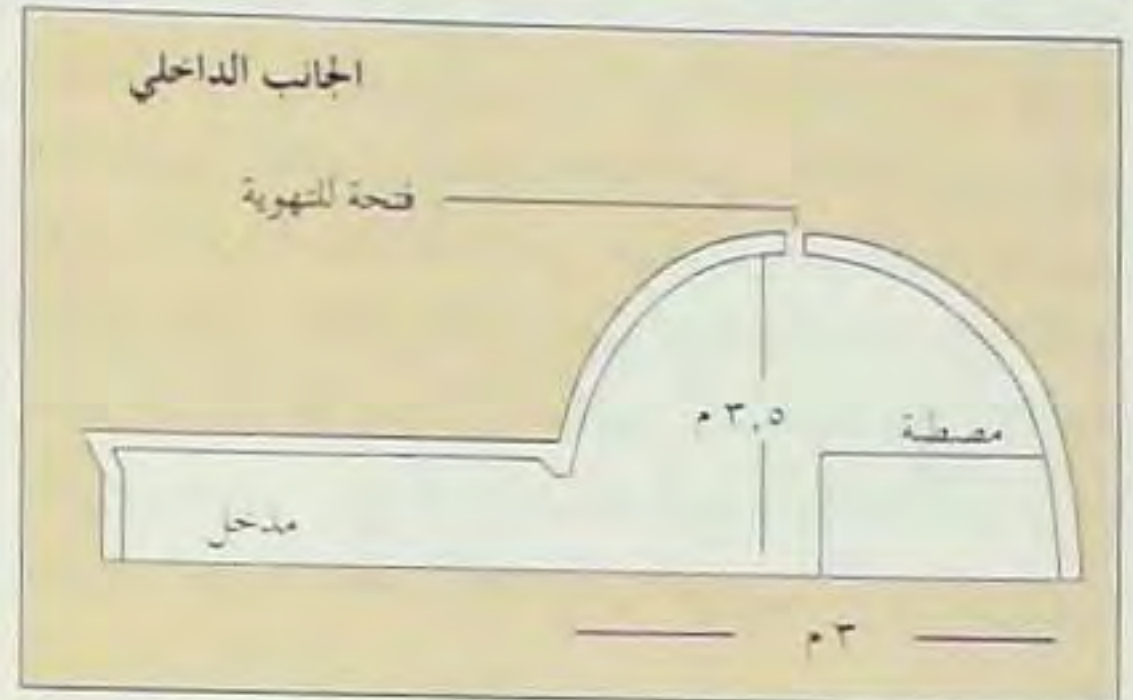 الجانب الداخلي
فتحة للتهوية
٣,٥ م
مصطبة
مدخل
٣ م